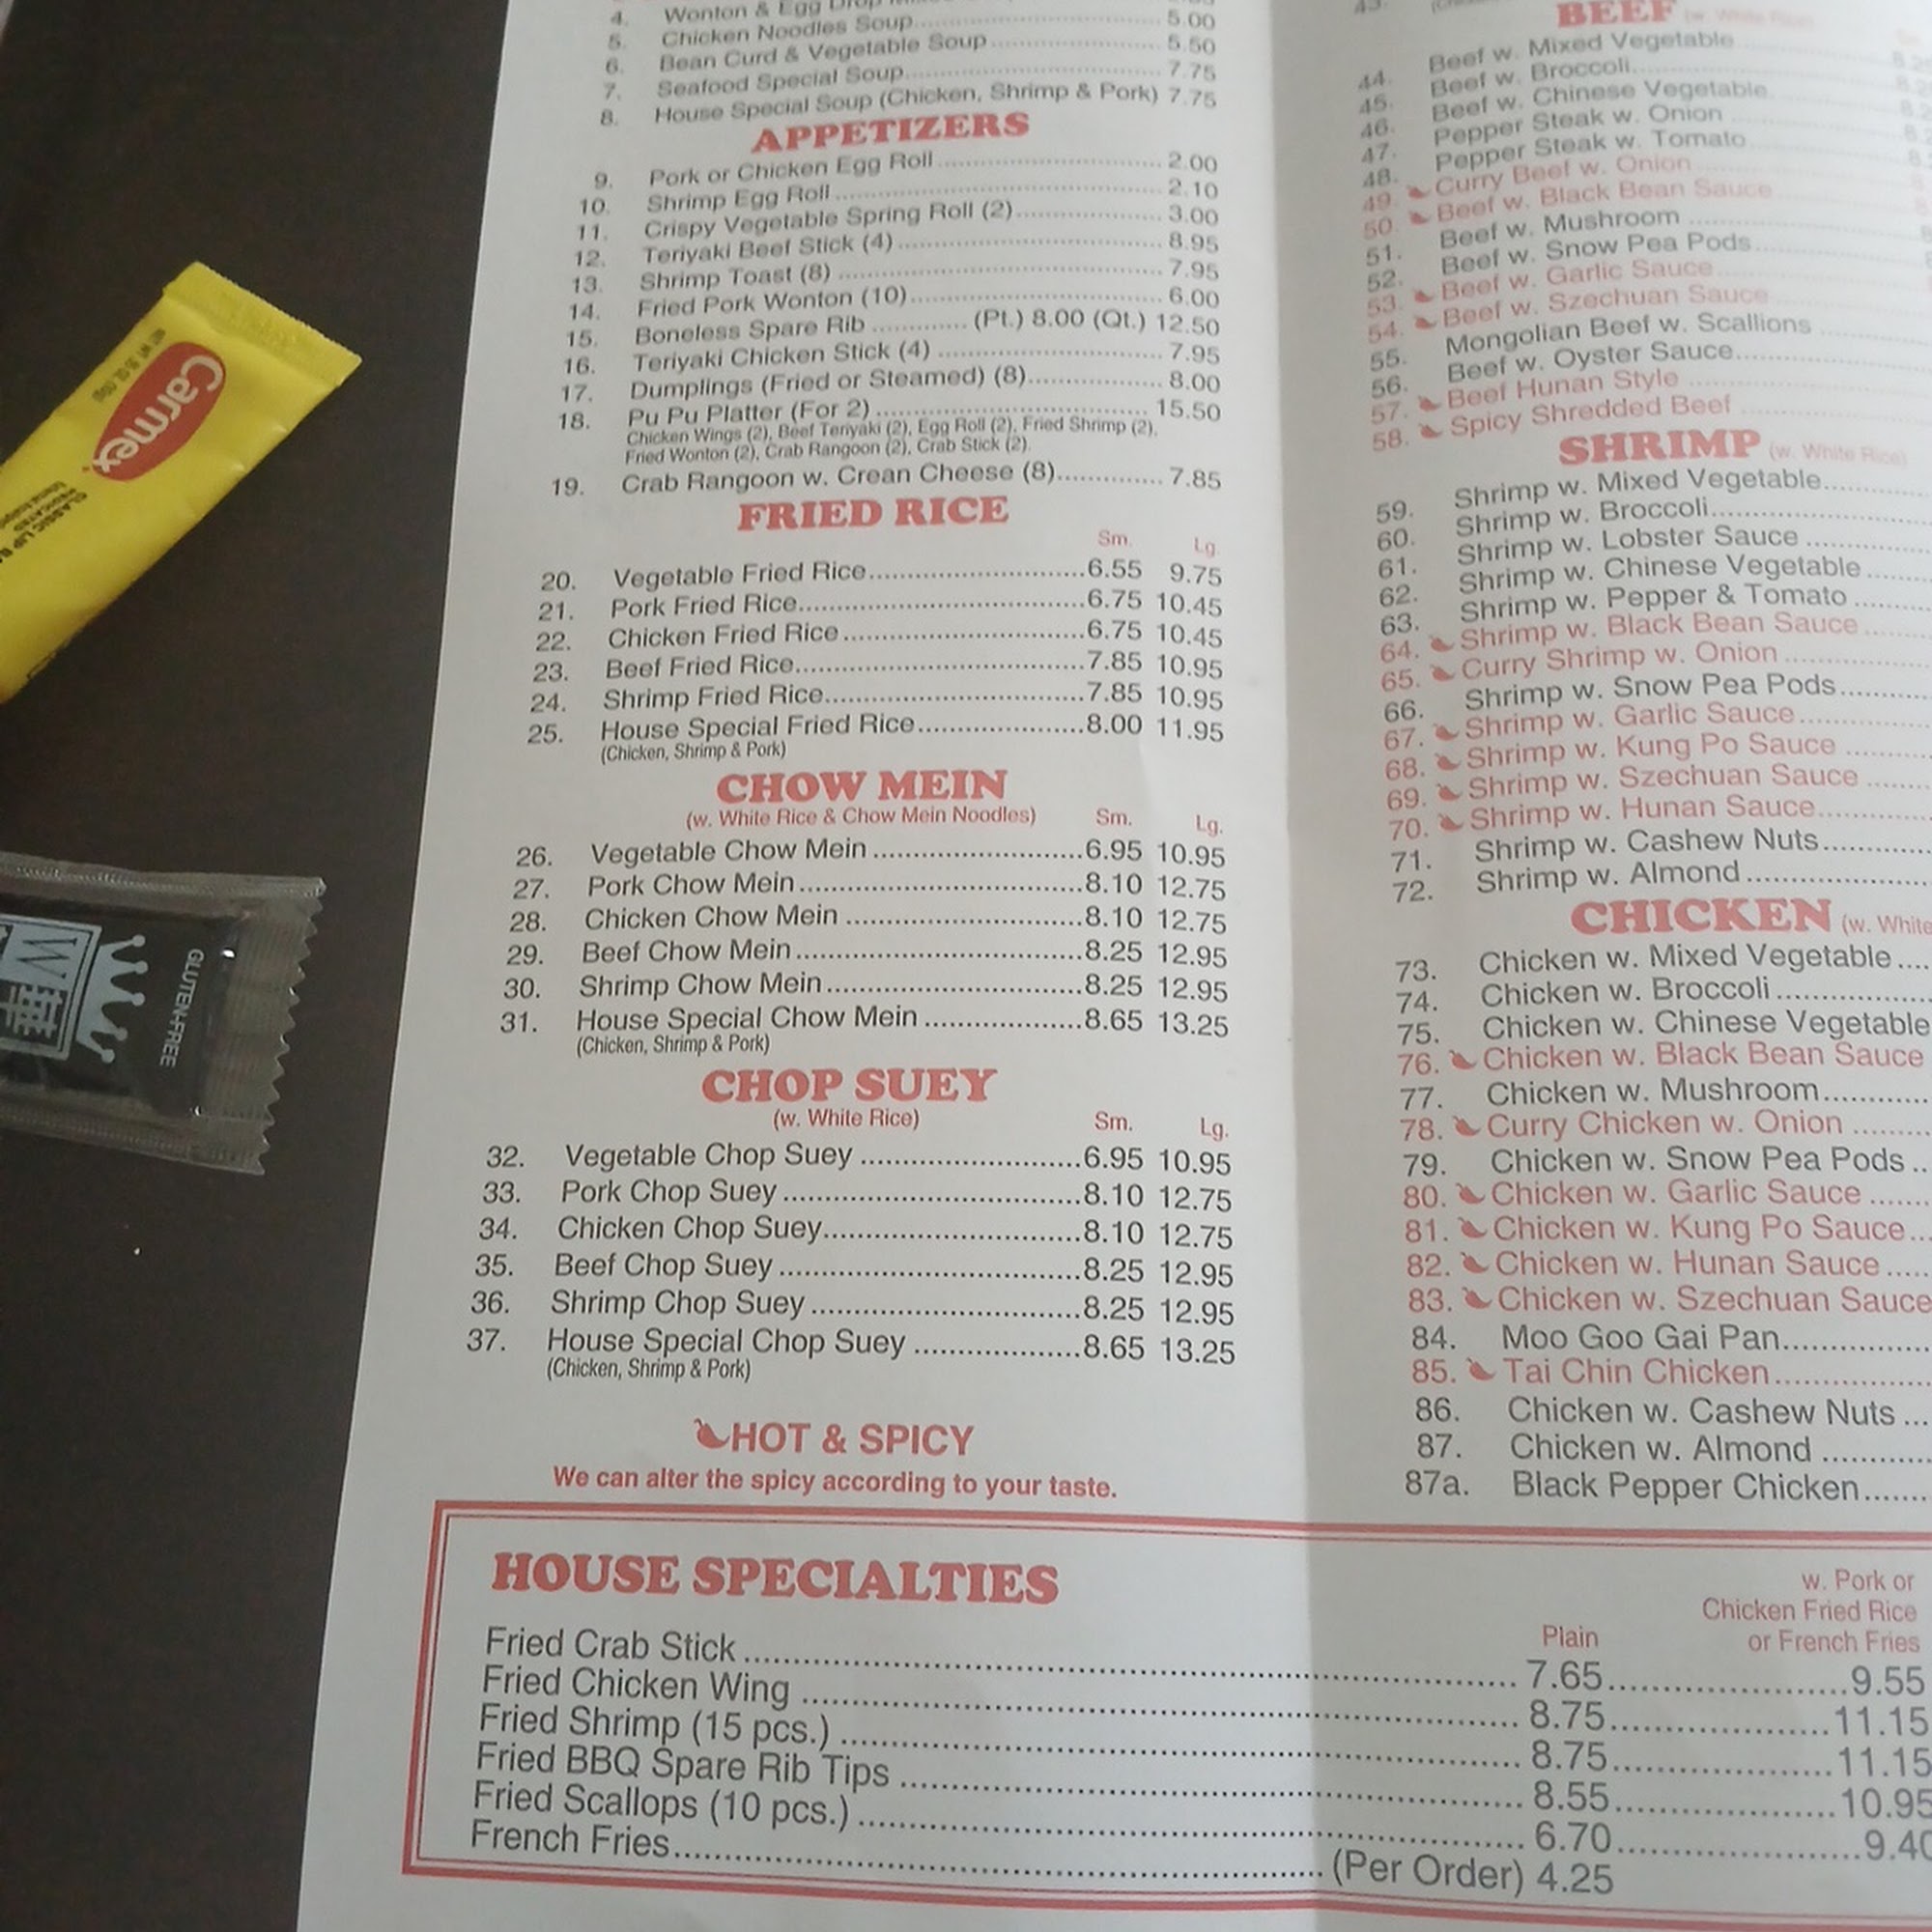 4. Wonton & Egg Drop
5. Chicken Noodles Soup 5.00
6. Bean Curd & Vegetable Soup 5.50
7. Seafood Special Soup 7.75
8. House Special Soup (Chicken, Shrimp & Pork) 7.75
APPETIZERS
9. Pork or Chicken Egg Roll 2.00
10. Shrimp Egg Roll 2.10
11. Crispy Vegetable Spring Roll (2) 3.00
12. Teriyaki Beef Stick (4) 8.95
13. Shrimp Toast (8) 7.95
14. Fried Pork Wonton (10) 6.00
15. Boneless Spare Rib (Pt.) 8.00 (Qt.) 12.50
16. Teriyaki Chicken Stick (4) 7.95
17. Dumplings (Fried or Steamed) (8) 8.00
18. Pu Pu Platter (For 2) 15.50
Chicken Wings (2), Beef Teriyaki (2), Egg Roll (2), Fried Shrimp (2),
Fried Wonton (2), Crab Rangoon (2), Crab Stick (2).
19. Crab Rangoon w. Crean Cheese (8) 7.85
FRIED RICE
Sm. Lg.
20. Vegetable Fried Rice 6.55 9.75
21. Pork Fried Rice 6.75 10.45
22. Chicken Fried Rice 6.75 10.45
23. Beef Fried Rice 7.85 10.95
24. Shrimp Fried Rice 7.85 10.95
25. House Special Fried Rice 8.00 11.95
(Chicken, Shrimp & Pork)
CHOW MEIN
(w. White Rice & Chow Mein Noodles) Sm. Lg.
26. Vegetable Chow Mein 6.95 10.95
27. Pork Chow Mein 8.10 12.75
28. Chicken Chow Mein 8.10 12.75
29. Beef Chow Mein 8.25 12.95
30. Shrimp Chow Mein 8.25 12.95
31. House Special Chow Mein 8.65 13.25
(Chicken, Shrimp & Pork)
CHOP SUEY
(w. White Rice) Sm. Lg.
32. Vegetable Chop Suey 6.95 10.95
33. Pork Chop Suey 8.10 12.75
34. Chicken Chop Suey 8.10 12.75
35. Beef Chop Suey 8.25 12.95
36. Shrimp Chop Suey 8.25 12.95
37. House Special Chop Suey 8.65 13.25
(Chicken, Shrimp & Pork)
HOT & SPICY
We can alter the spicy according to your taste.
BEEF (w. White Rice)
44. Beef w. Mixed Vegetable
45. Beef w. Broccoli
46. Beef w. Chinese Vegetable
47. Pepper Steak w. Onion
48. Pepper Steak w. Tomato
49. Curry Beef w. Onion
50. Beef w. Black Bean Sauce
51. Beef w. Mushroom
52. Beef w. Snow Pea Pods
53. Beef w. Garlic Sauce
54. Beef w. Szechuan Sauce
55. Mongolian Beef w. Scallions
56. Beef w. Oyster Sauce
57. Beef Hunan Style
58. Spicy Shredded Beef
SHRIMP (w. White Rice)
59. Shrimp w. Mixed Vegetable
60. Shrimp w. Broccoli
61. Shrimp w. Lobster Sauce
62. Shrimp w. Chinese Vegetable
63. Shrimp w. Pepper & Tomato
64. Shrimp w. Black Bean Sauce
65. Curry Shrimp w. Onion
66. Shrimp w. Snow Pea Pods
67. Shrimp w. Garlic Sauce
68. Shrimp w. Kung Po Sauce
69. Shrimp w. Szechuan Sauce
70. Shrimp w. Hunan Sauce
71. Shrimp w. Cashew Nuts
72. Shrimp w. Almond
CHICKEN (w. White
73. Chicken w. Mixed Vegetable
74. Chicken w. Broccoli
75. Chicken w. Chinese Vegetable
76. Chicken w. Black Bean Sauce
77. Chicken w. Mushroom
78. Curry Chicken w. Onion
79. Chicken w. Snow Pea Pods
80. Chicken w. Garlic Sauce
81. Chicken w. Kung Po Sauce
82. Chicken w. Hunan Sauce
83. Chicken w. Szechuan Sauce
84. Moo Goo Gai Pan
85. Tai Chin Chicken
86. Chicken w. Cashew Nuts
87. Chicken w. Almond
87a. Black Pepper Chicken
HOUSE SPECIALTIES
w. Pork or
Chicken Fried Rice
Plain or French Fries
Fried Crab Stick 7.65 9.55
Fried Chicken Wing 8.75 11.15
Fried Shrimp (15 pcs.) 8.75 11.15
Fried BBQ Spare Rib Tips 8.55 10.95
Fried Scallops (10 pcs.) 6.70 9.40
French Fries (Per Order) 4.25
Carmex
GLUTEN-FREE
W